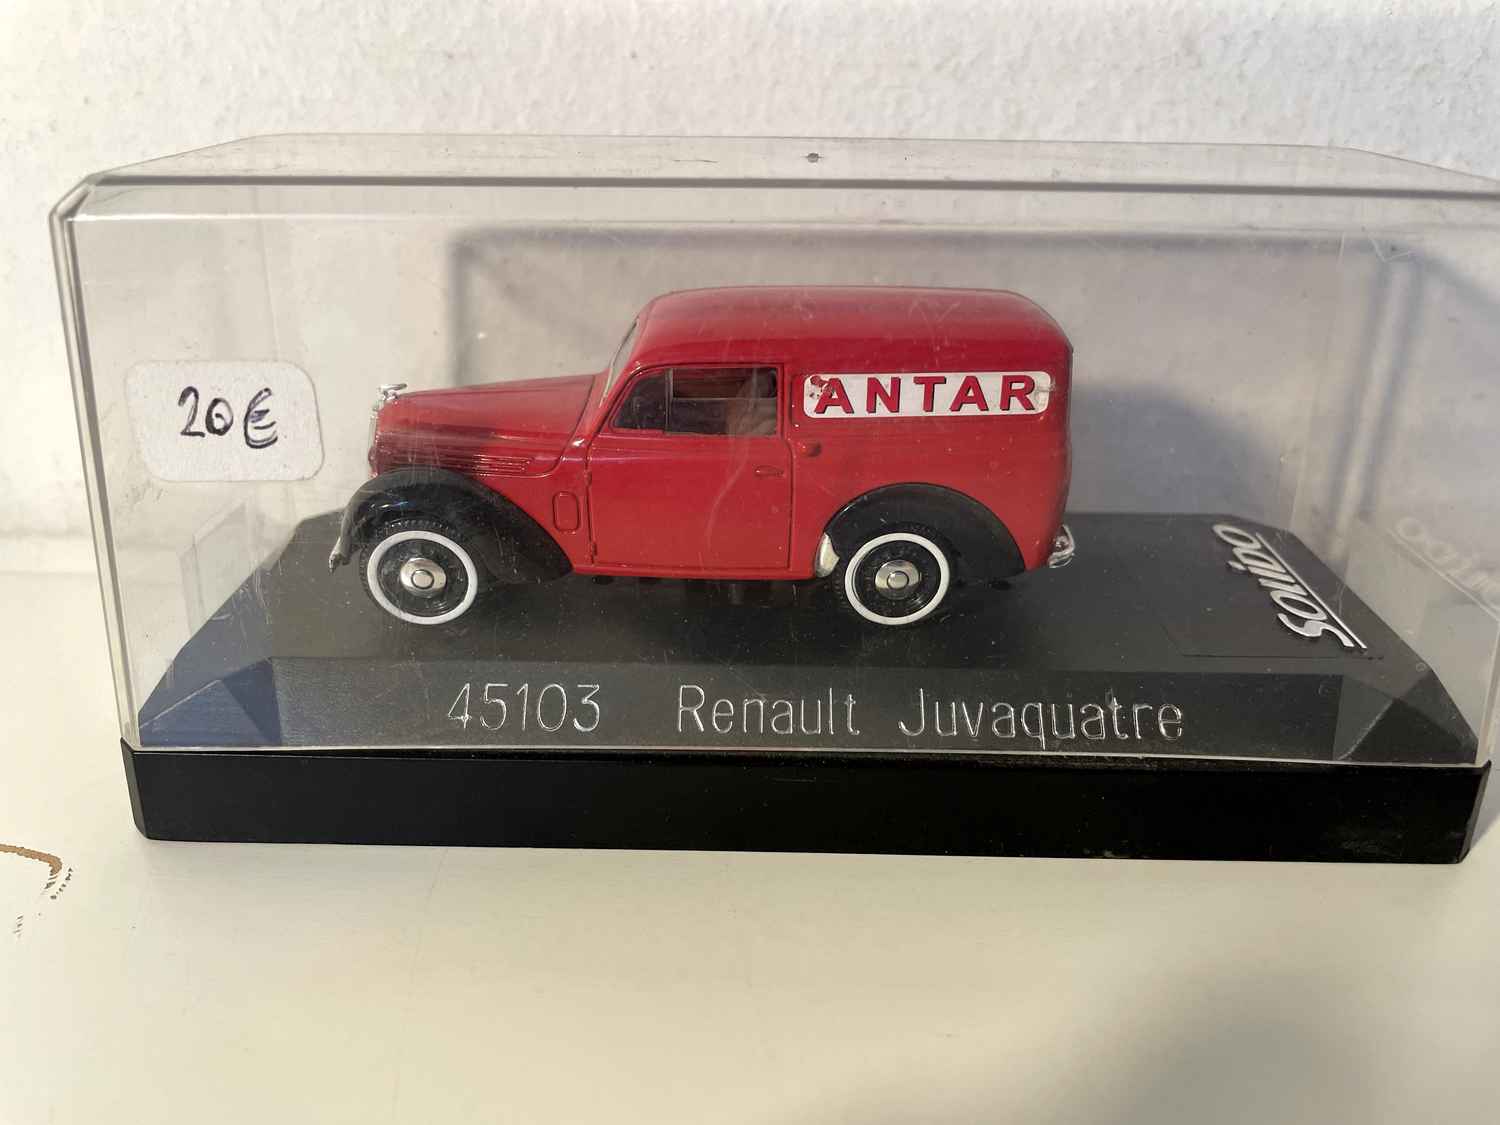 20€
ANTAR
Solido
45103 Renault Juvaquatre